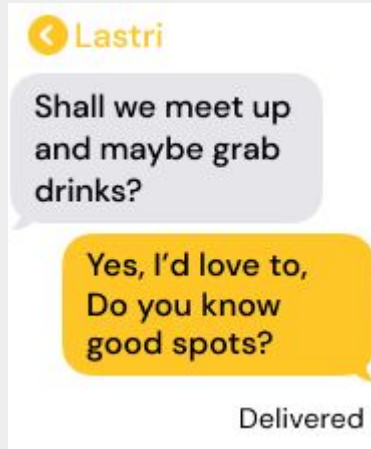 Lastri
Shall we meet up
and maybe grab
drinks?
Yes, I'd love to,
Do you know
good spots?
Delivered